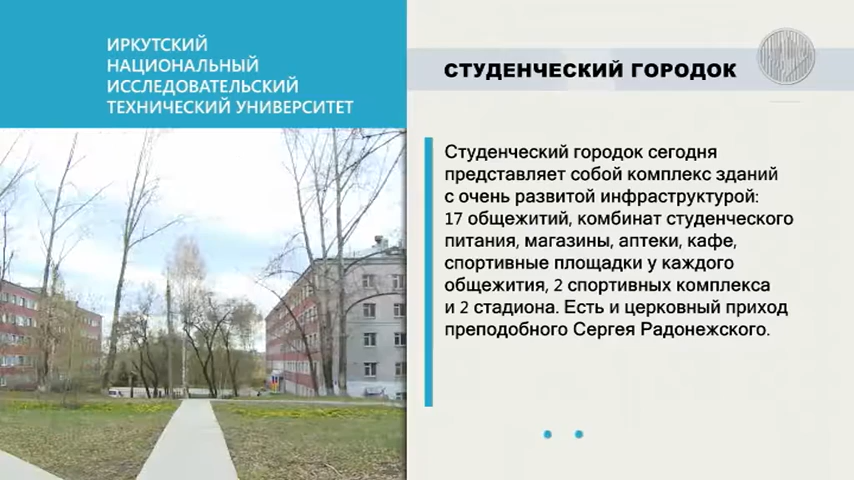 ИРКУТСКИЙ
НАЦИОНАЛЬНЫЙ
ИССЛЕДОВАТЕЛЬСКИЙ
ТЕХНИЧЕСКИЙ УНИВЕРСИТЕТ
СТУДЕНЧЕСКИЙ ГОРОДОК
Студенческий городок сегодня
представляет собой комплекс зданий
с очень развитой инфраструктурой:
17 общежитий, комбинат студенческого
питания, магазины, аптеки, кафе,
спортивные площадки у каждого
общежития, 2 спортивных комплекса
и 2 стадиона. Есть и церковный приход
преподобного Сергея Радонежского.